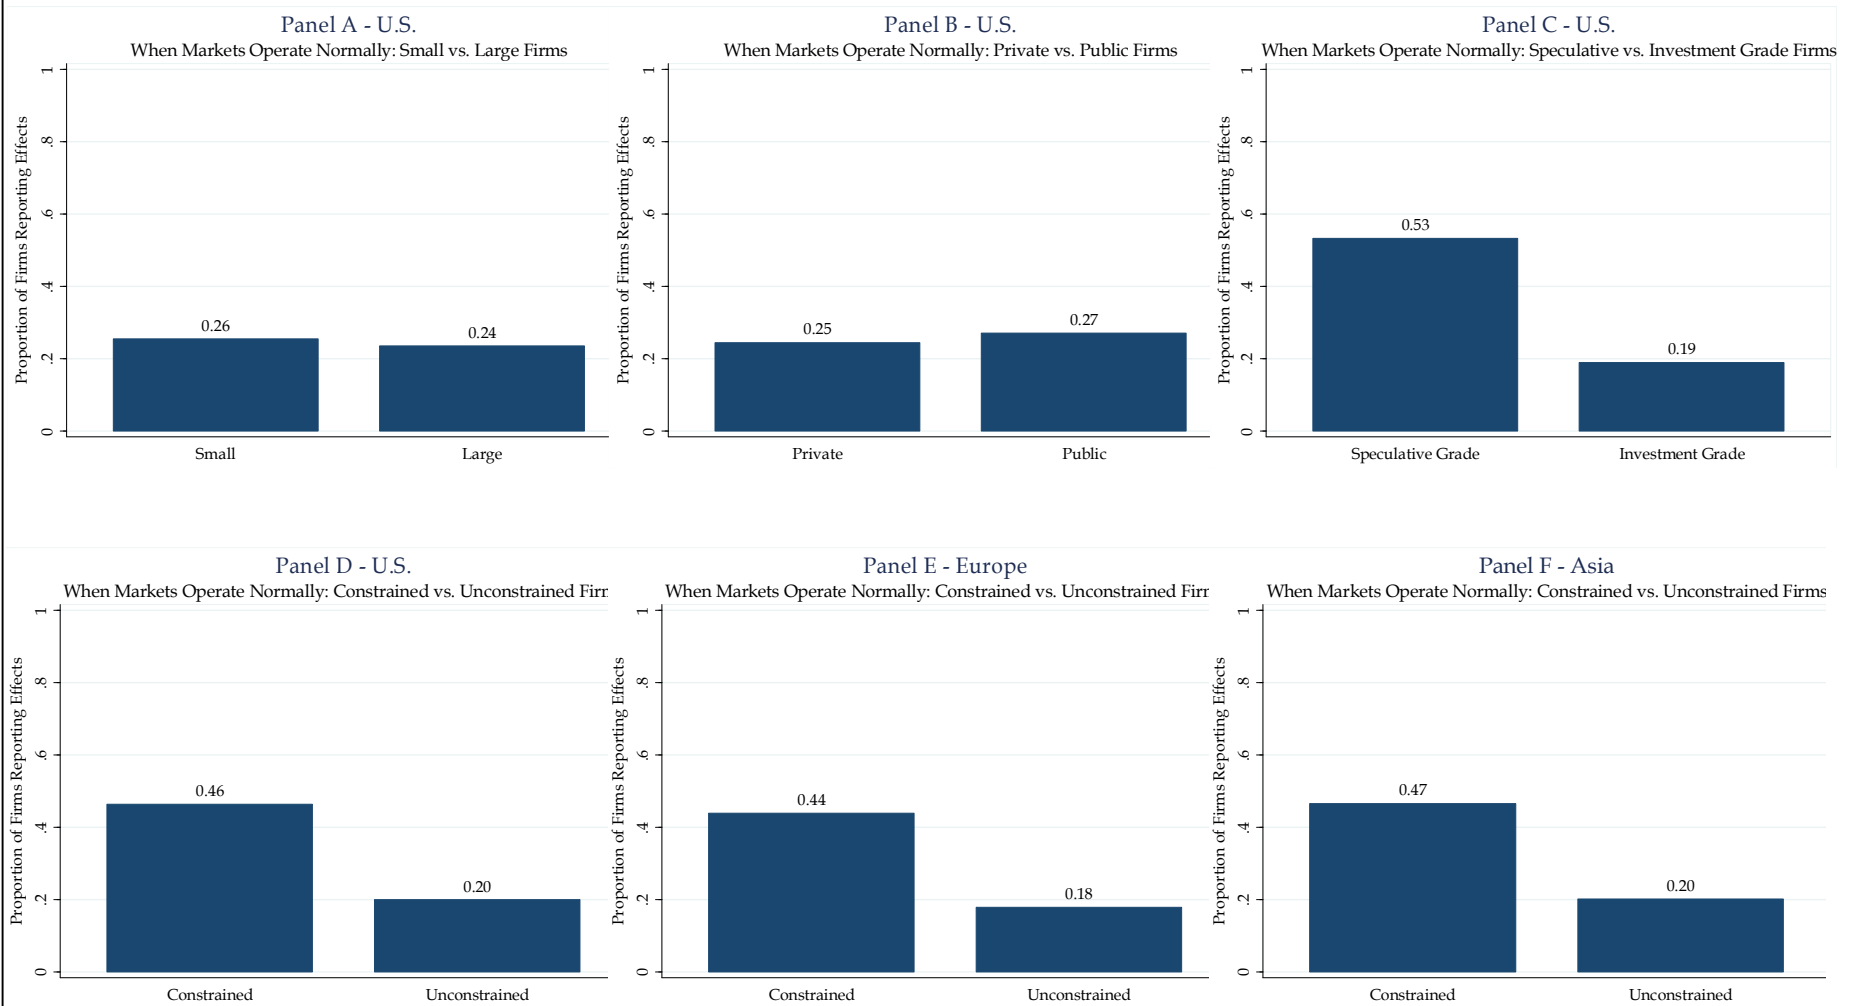 Panel A - U.S.
When Markets Operate Normally: Small vs. Large Firms
Proportion of Firms Reporting Effects
1
.8
.6
.4
.2
0
0.26
0.24
Small
Large
Panel B - U.S.
When Markets Operate Normally: Private vs. Public Firms
Proportion of Firms Reporting Effects
1
.8
.6
.4
.2
0
0.25
0.27
Private
Public
Panel C - U.S.
When Markets Operate Normally: Speculative vs. Investment Grade Firms
Proportion of Firms Reporting Effects
1
.8
.6
.4
.2
0
0.53
0.19
Speculative Grade
Investment Grade
Panel D - U.S.
When Markets Operate Normally: Constrained vs. Unconstrained Firm
Proportion of Firms Reporting Effects
1
.8
.6
.4
.2
0
0.46
0.20
Constrained
Unconstrained
Panel E - Europe
When Markets Operate Normally: Constrained vs. Unconstrained Firm
Proportion of Firms Reporting Effects
1
.8
.6
.4
.2
0
0.44
0.18
Constrained
Unconstrained
Panel F - Asia
When Markets Operate Normally: Constrained vs. Unconstrained Firms
Proportion of Firms Reporting Effects
1
.8
.6
.4
.2
0
0.47
0.20
Constrained
Unconstrained